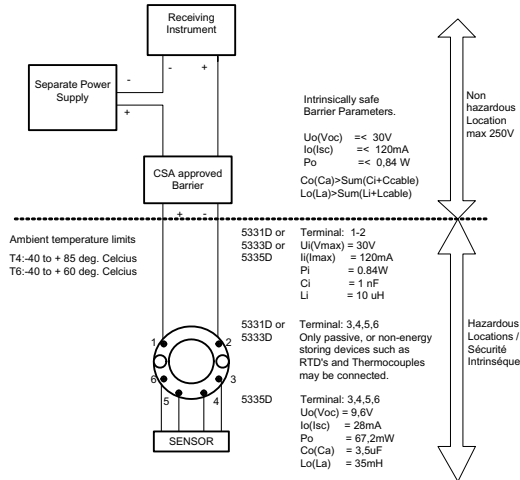 Receiving
Instrument
-
+
Separate Power
Supply
-
+
Intrinsically safe
Barrier Parameters.
Uo(Voc) =< 30V
Io(Isc) =< 120mA
Po =< 0,84 W
Co(Ca)>Sum(Ci+Ccable)
Lo(La)>Sum(Li+Lcable)
Non
hazardous
Location
max 250V
CSA approved
Barrier
+
-
Ambient temperature limits
T4:-40 to + 85 deg. Celcius
T6:-40 to + 60 deg. Celcius
5331D or Terminal: 1-2
5333D or Ui(Vmax) = 30V
5335D Ii(Imax) = 120mA
Pi = 0.84W
Ci = 1 nF
Li = 10 uH
5331D or Terminal: 3,4,5,6
5333D Only passive, or non-energy
storing devices such as
RTD's and Thermocouples
may be connected.
Hazardous
Locations /
Sécurité
Intrinséque
1
2
6
3
5
4
5335D Terminal: 3,4,5,6
Uo(Voc) = 9,6V
Io(Isc) = 28mA
Po = 67,2mW
Co(Ca) = 3,5uF
Lo(La) = 35mH
SENSOR